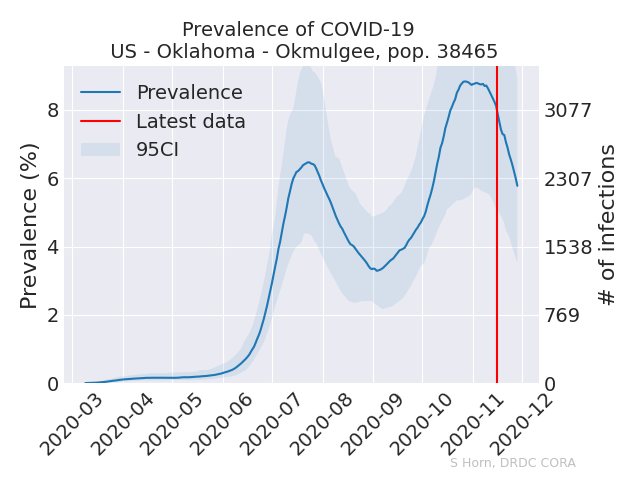 Prevalence of COVID-19
US - Oklahoma - Okmulgee, pop. 38465
Prevalence
Latest data
95CI
Prevalence (%)
8
6
4
2
0
3077
2307
1538
769
0
# of infections
2020-03
2020-04
2020-05
2020-06
2020-07
2020-08
2020-09
2020-10
2020-11
2020-12
S Horn, DRDC CORA